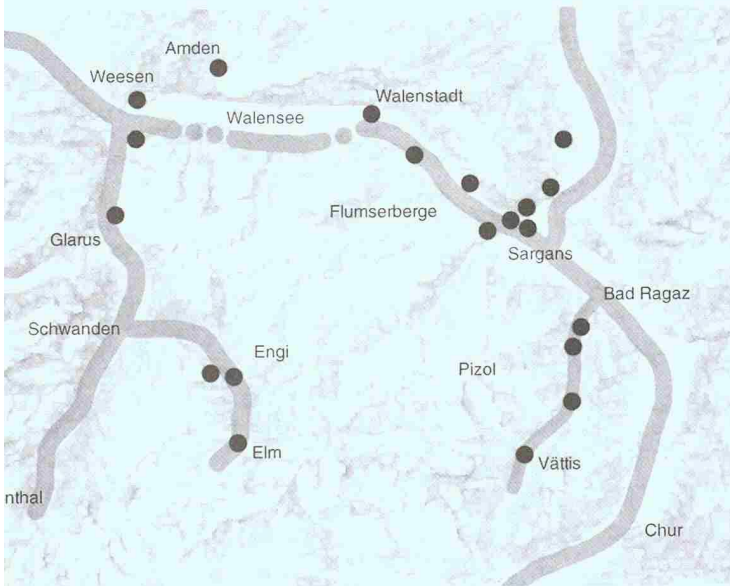 Amden
Weesen
Walenstadt
Walensee
Flumserberge
Glarus
Sargans
Bad Ragaz
Schwanden
Engi
Pizol
Elm
Vättis
nthal
Chur